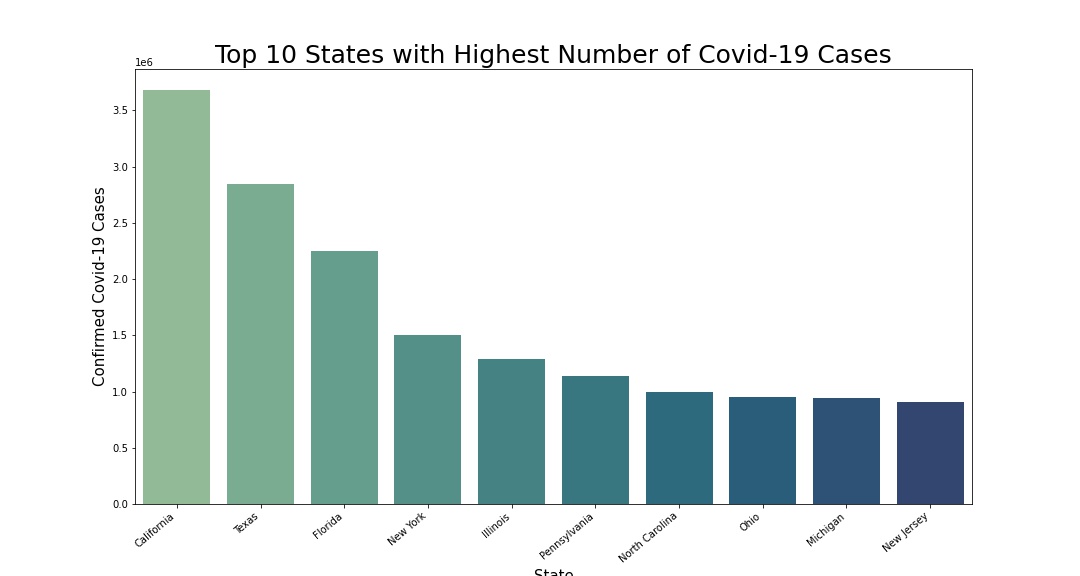 Top 10 States with Highest Number of Covid-19 Cases
1e6
3.5
3.0
2.5
2.0
1.5
1.0
0.5
0.0
Confirmed Covid-19 Cases
California
Texas
Florida
New York
Illinois
Pennsylvania
North Carolina
Ohio
Michigan
New Jersey
State